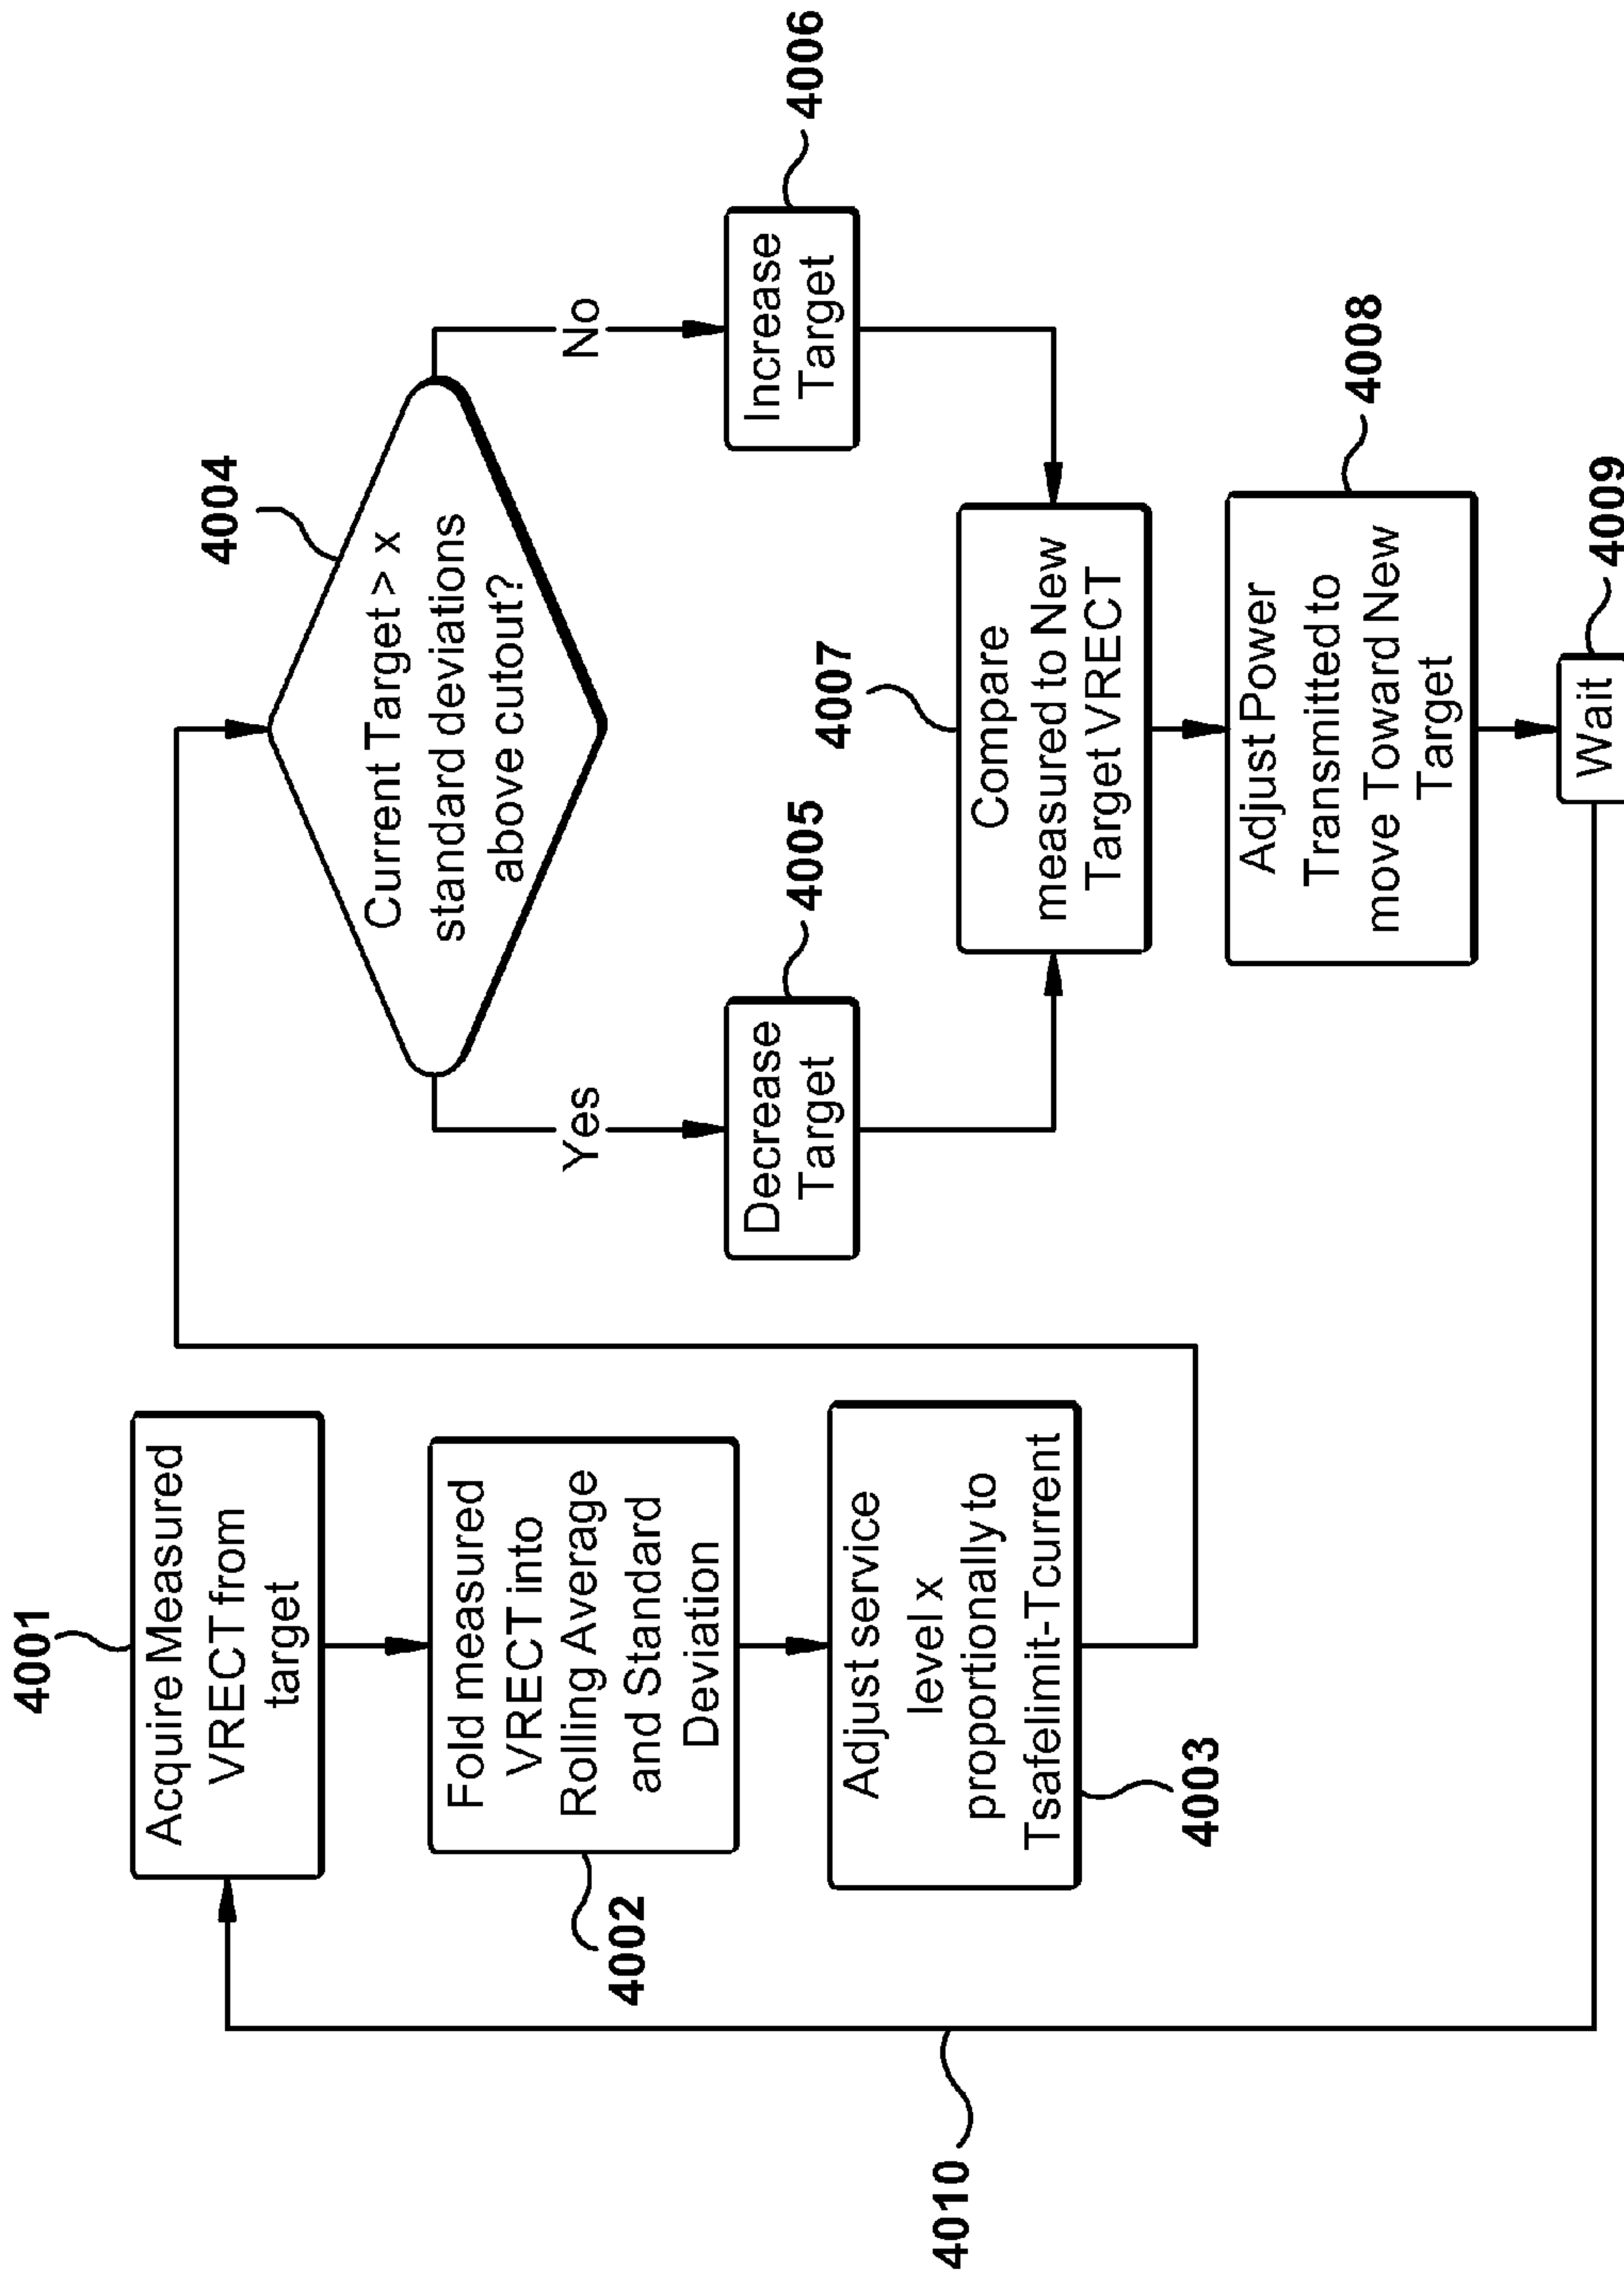 4001
Acquire Measured
VRECT from
target
Fold measured
VRECT into
Rolling Average
and Standard
Deviation
4002
Adjust service
level x
proportionally to
Tsafelimit-Tcurrent
4003
4004
Current Target > x
standard deviations
above cutout?
Yes
No
Decrease
Target
4005
Increase
Target
4006
4007
Compare
measured to New
Target VRECT
4008
Adjust Power
Transmitted to
move Toward New
Target
Wait
4009
4010